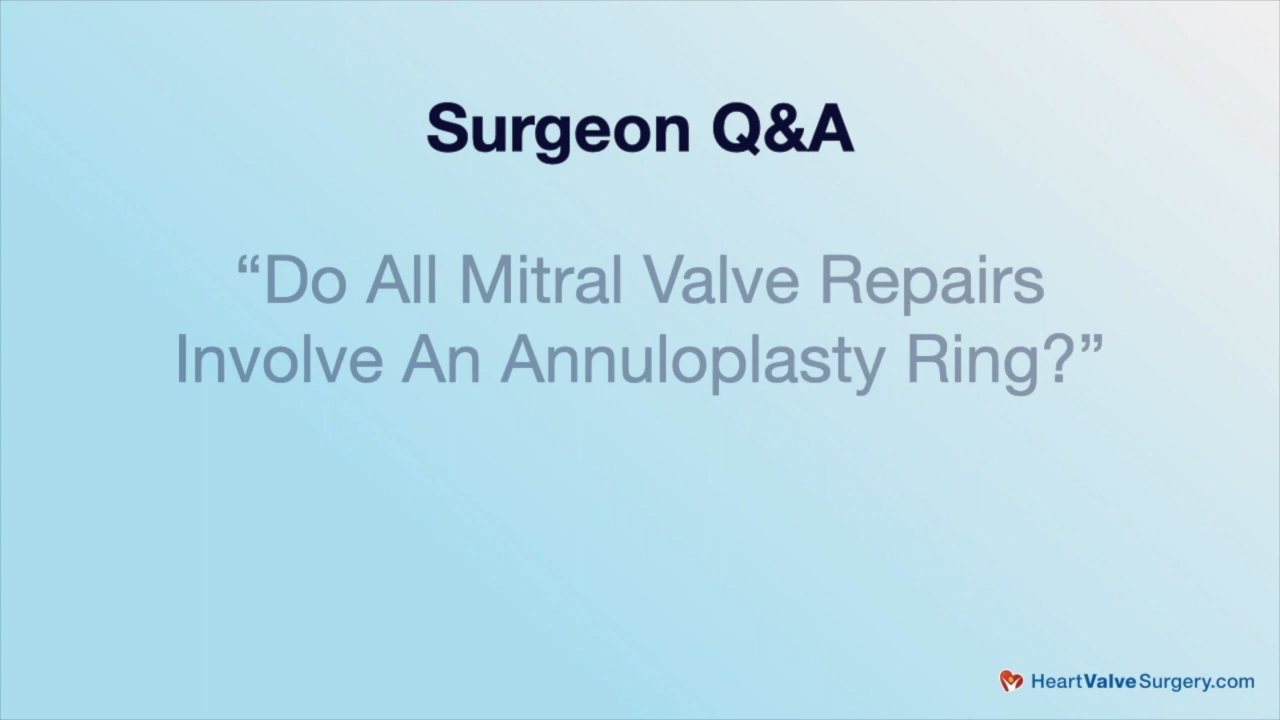 Surgeon Q&A
“Do All Mitral Valve Repairs
Involve An Annuloplasty Ring?”
HeartValveSurgery.com